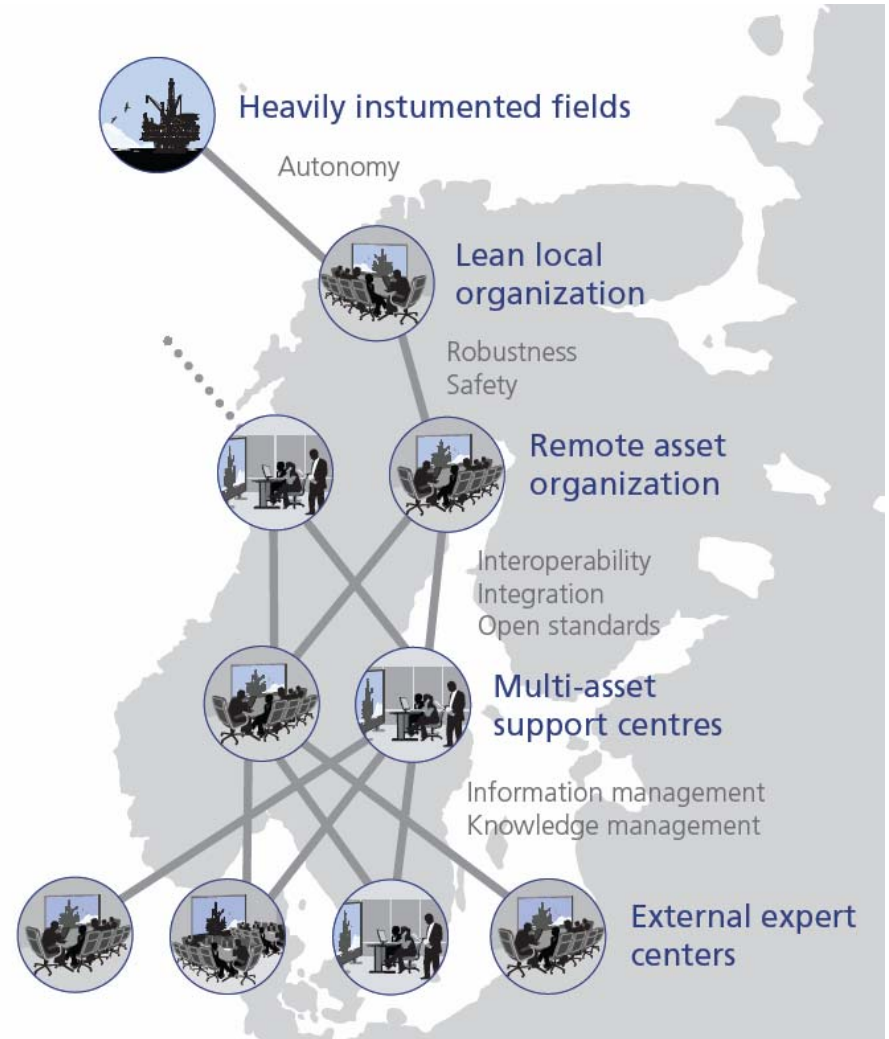 Heavily instumented fields
Autonomy
Lean local
organization
Robustness
Safety
Remote asset
organization
Interoperability
Integration
Open standards
Multi-asset
support centres
Information management
Knowledge management
External expert
centers